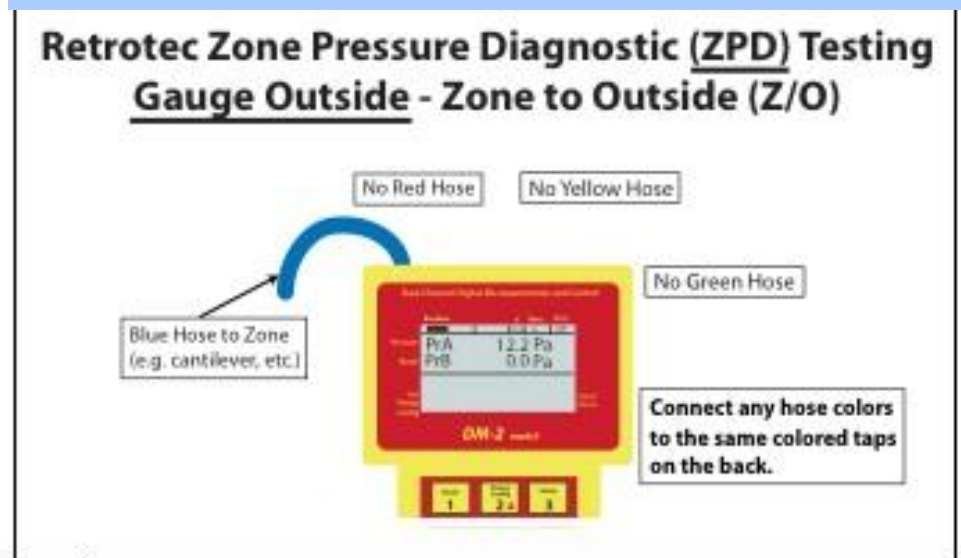 Retrotec Zone Pressure Diagnostic (ZPD) Testing
Gauge Outside - Zone to Outside (Z/O)
No Red Hose
No Yellow Hose
No Green Hose
Blue Hose to Zone
(e.g. cantilever, etc.)
PrA 12.2 Pa
PrB 0.0 Pa
Connect any hose colors
to the same colored taps
on the back.
DM-2
1 2 3